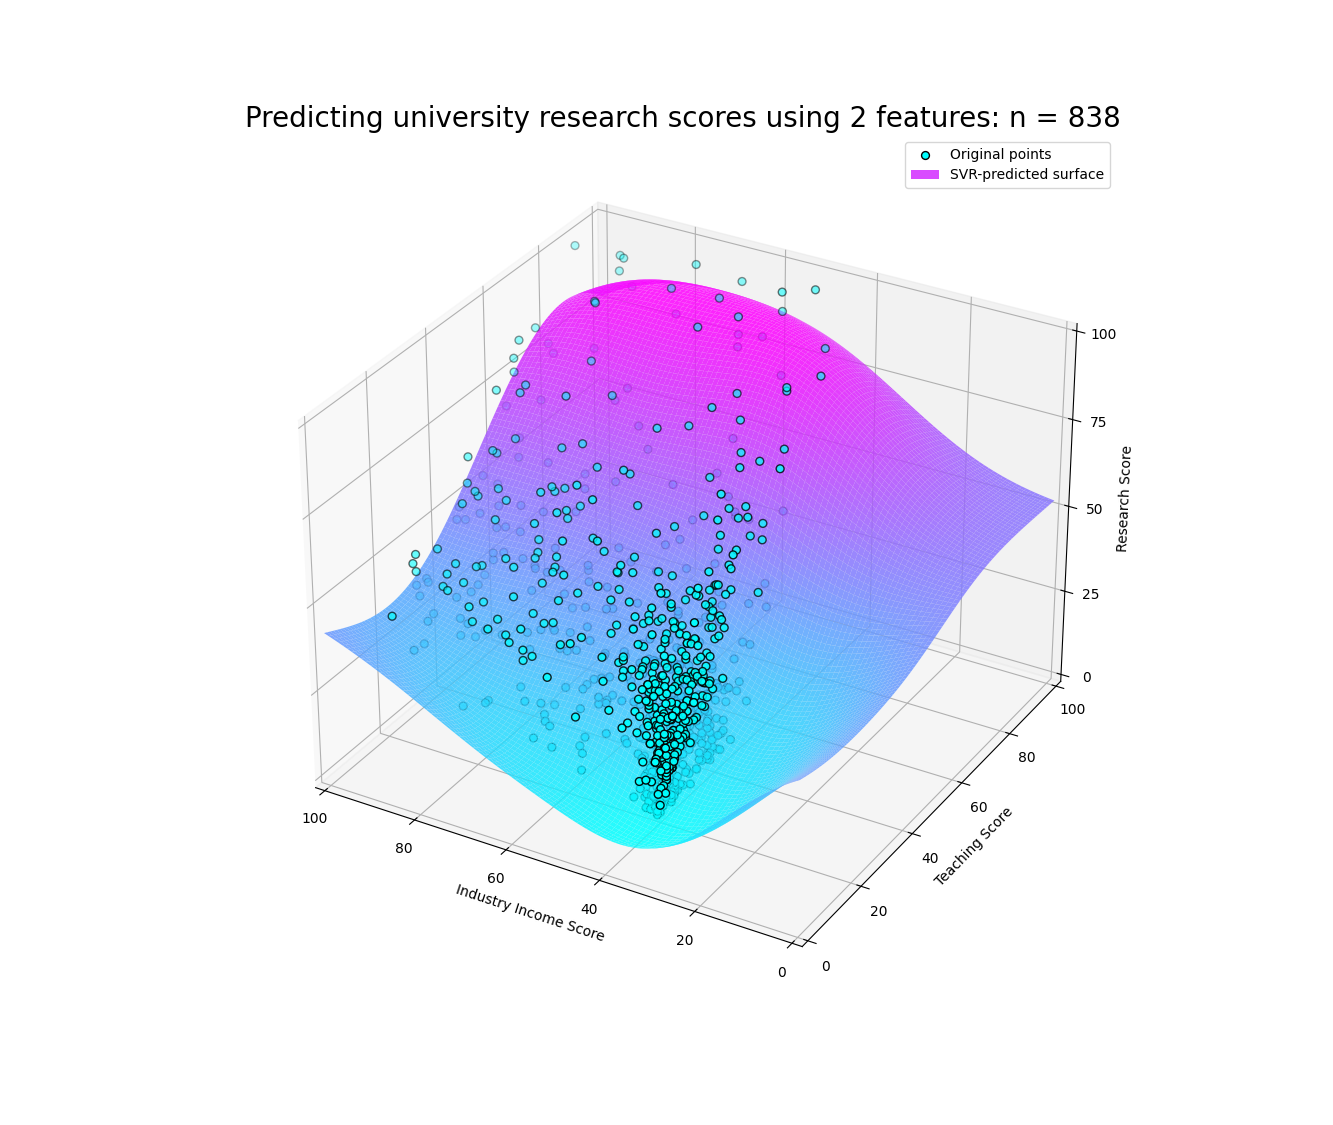 Predicting university research scores using 2 features: n = 838
Original points
SVR-predicted surface
100
75
50
25
0
Research Score
100
80
60
40
20
0
Teaching Score
100
80
60
40
20
0
Industry Income Score